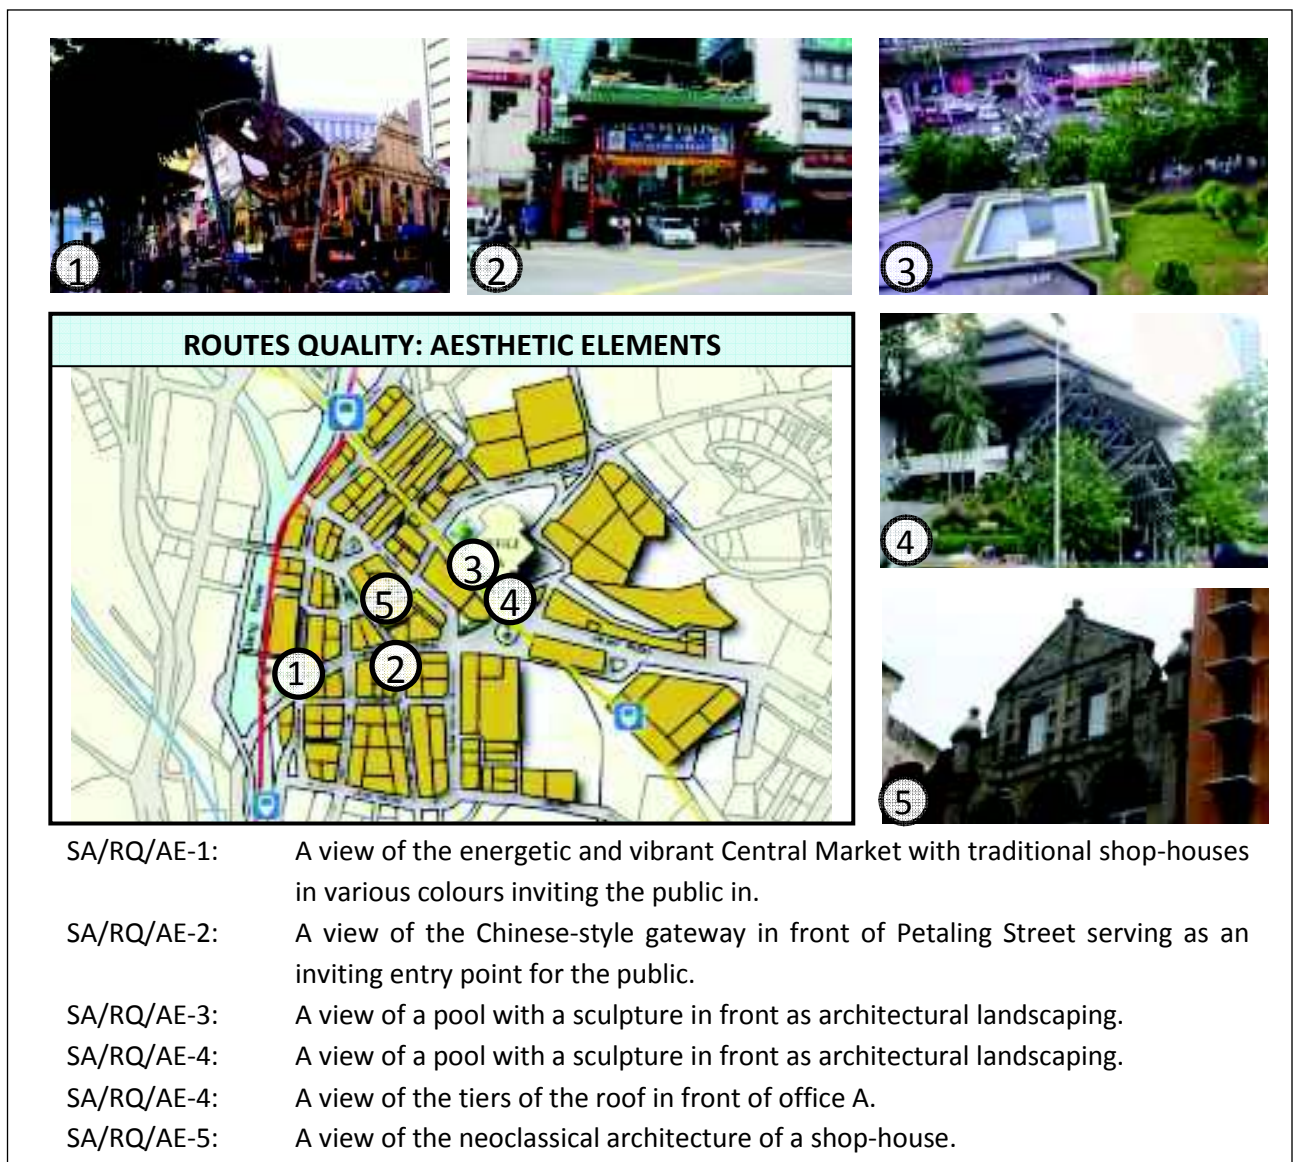 1
2
3
ROUTES QUALITY: AESTHETIC ELEMENTS
4
3
4
5
1
2
5
SA/RQ/AE-1: A view of the energetic and vibrant Central Market with traditional shop-houses
in various colours inviting the public in.
SA/RQ/AE-2: A view of the Chinese-style gateway in front of Petaling Street serving as an
inviting entry point for the public.
SA/RQ/AE-3: A view of a pool with a sculpture in front as architectural landscaping.
SA/RQ/AE-4: A view of a pool with a sculpture in front as architectural landscaping.
SA/RQ/AE-4: A view of the tiers of the roof in front of office A.
SA/RQ/AE-5: A view of the neoclassical architecture of a shop-house.